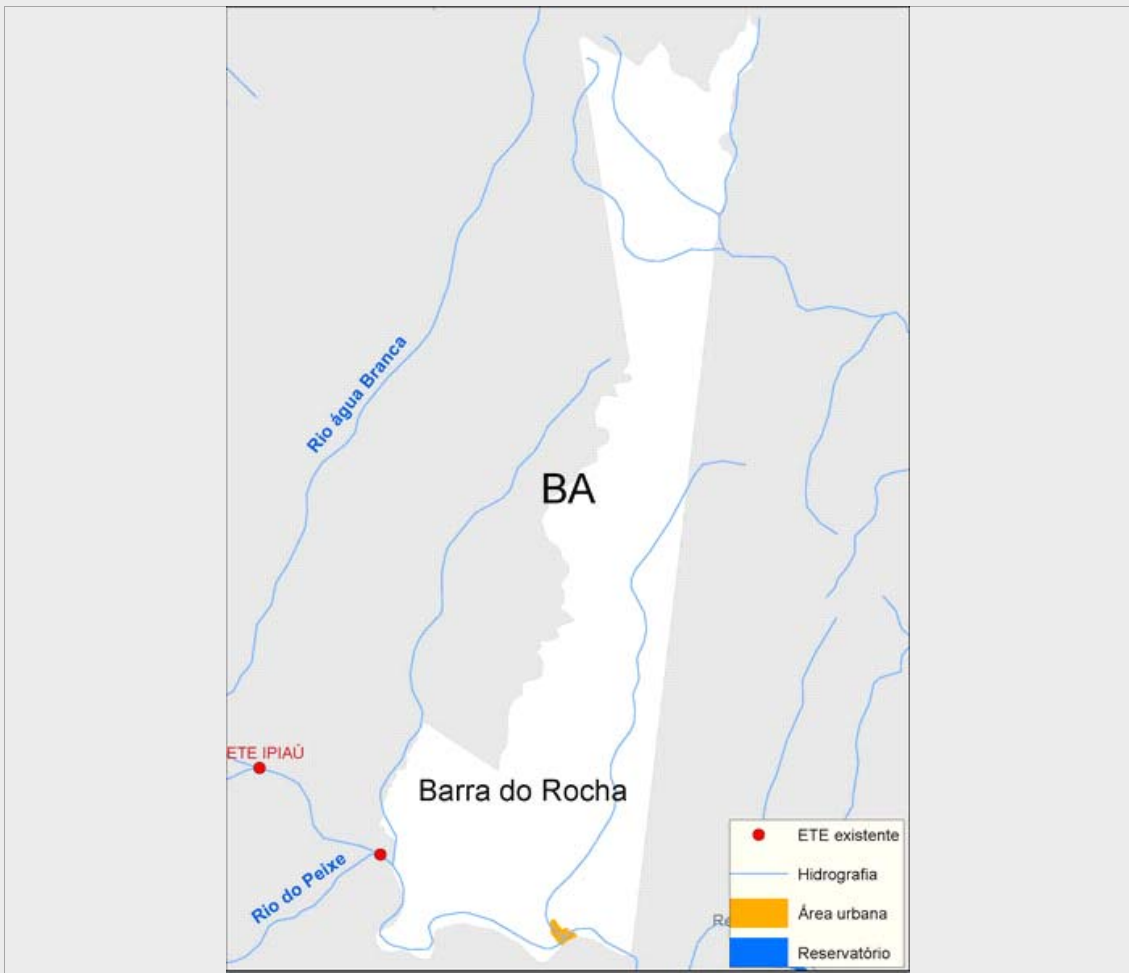 Rio água Branca
BA
ETE IPIAÚ
Barra do Rocha
Rio do Peixe
ETE existente
Hidrografia
Área urbana
Reservatório